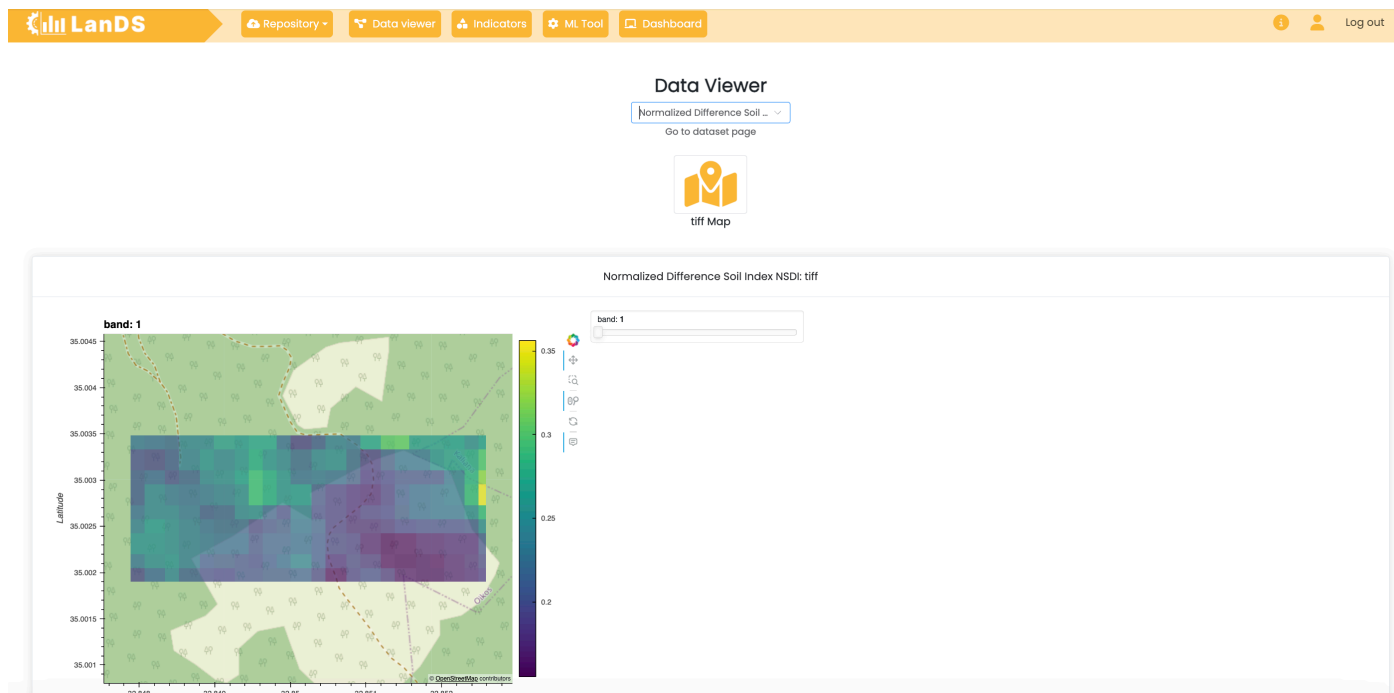 LanDS
Repository
Data viewer
Indicators
ML Tool
Dashboard
Log out
Data Viewer
Normalized Difference Soil ...
Go to dataset page
tiff Map
Normalized Difference Soil Index NSDI: tiff
band: 1
band: 1
35.0045
35.004
35.0035
35.003
35.0025
35.002
35.0015
35.001
Latitude
0.35
0.3
0.25
0.2
© OpenStreetMap contributors